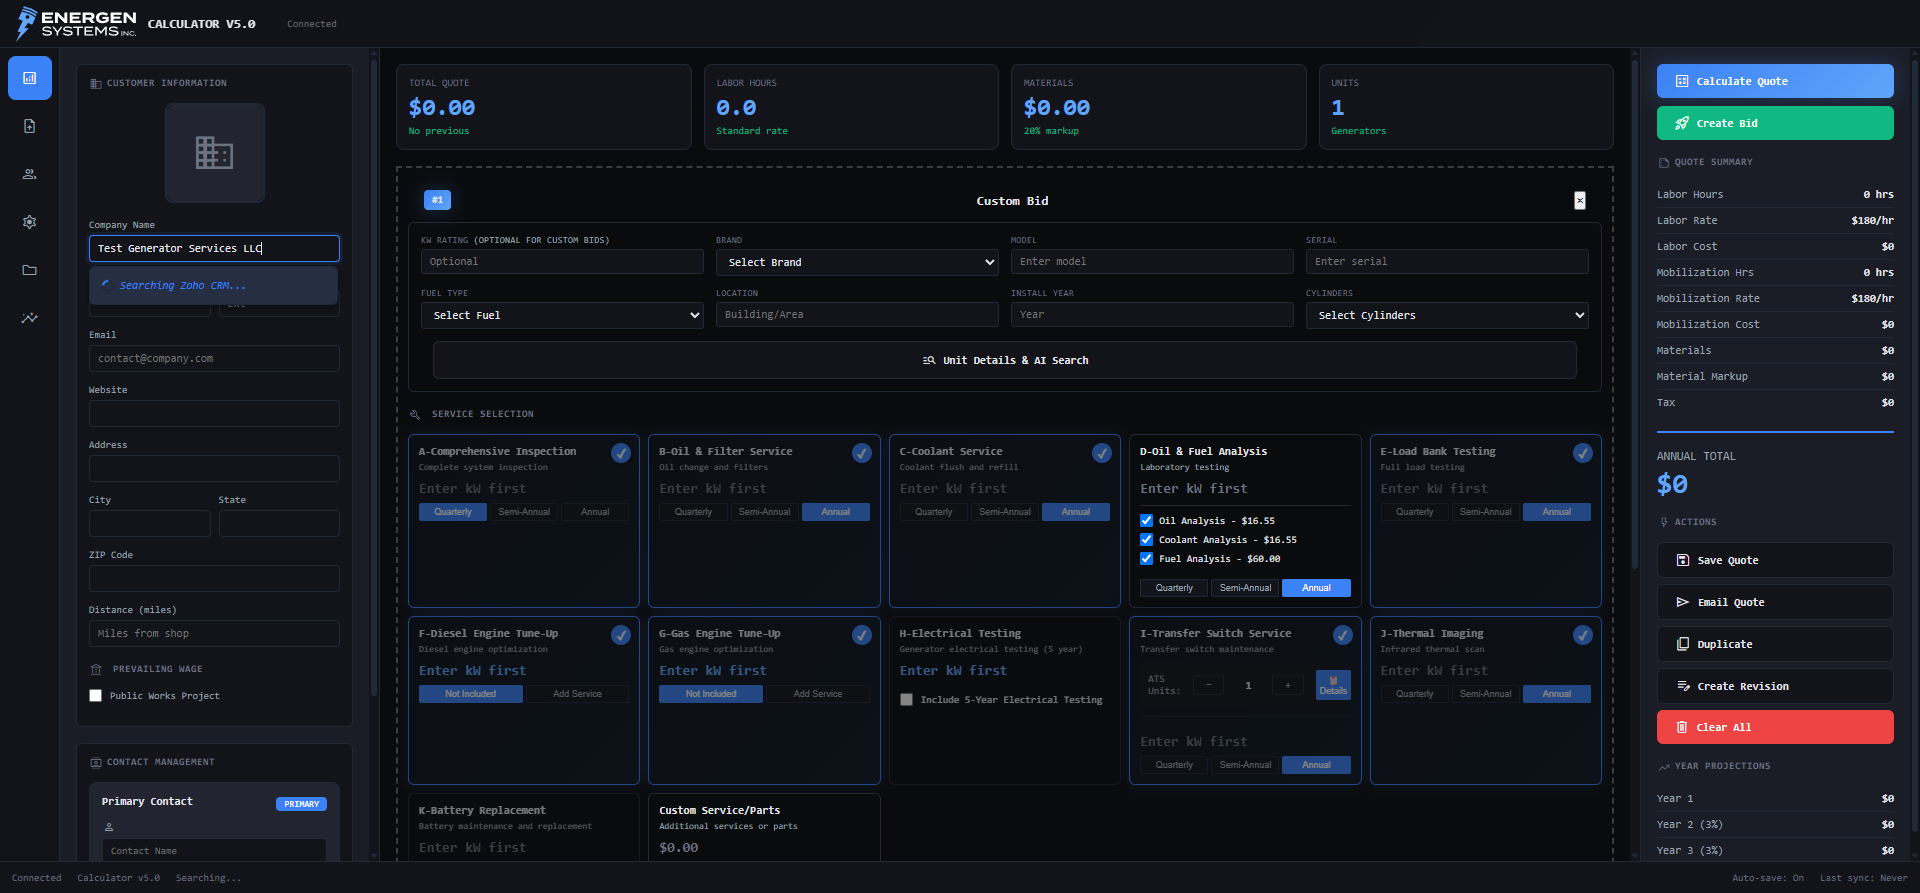 ENERGEN
SYSTEMS INC.
CALCULATOR V5.0
Connected
CUSTOMER INFORMATION
Company Name
Test Generator Services LLC
Searching Zoho CRM...
Email
contact@company.com
Website
Address
City
State
ZIP Code
Distance (miles)
Miles from shop
PREVAILING WAGE
Public Works Project
CONTACT MANAGEMENT
Primary Contact
PRIMARY
Contact Name
TOTAL QUOTE
$0.00
No previous
LABOR HOURS
0.0
Standard rate
MATERIALS
$0.00
20% markup
UNITS
1
Generators
#1
Custom Bid
×
KW RATING (OPTIONAL FOR CUSTOM BIDS)
Optional
BRAND
Select Brand
MODEL
Enter model
SERIAL
Enter serial
FUEL TYPE
Select Fuel
LOCATION
Building/Area
INSTALL YEAR
Year
CYLINDERS
Select Cylinders
Unit Details & AI Search
SERVICE SELECTION
A-Comprehensive Inspection
Complete system inspection
Enter kW first
Quarterly
Semi-Annual
Annual
B-Oil & Filter Service
Oil change and filters
Enter kW first
Quarterly
Semi-Annual
Annual
C-Coolant Service
Coolant flush and refill
Enter kW first
Quarterly
Semi-Annual
Annual
D-Oil & Fuel Analysis
Laboratory testing
Enter kW first
Oil Analysis - $16.55
Coolant Analysis - $16.55
Fuel Analysis - $60.00
Quarterly
Semi-Annual
Annual
E-Load Bank Testing
Full load testing
Enter kW first
Quarterly
Semi-Annual
Annual
F-Diesel Engine Tune-Up
Diesel engine optimization
Enter kW first
Not Included
Add Service
G-Gas Engine Tune-Up
Gas engine optimization
Enter kW first
Not Included
Add Service
H-Electrical Testing
Generator electrical testing (5 year)
Enter kW first
Include 5-Year Electrical Testing
I-Transfer Switch Service
Transfer switch maintenance
ATS
Units:
−
1
+
Details
Enter kW first
Quarterly
Semi-Annual
Annual
J-Thermal Imaging
Infrared thermal scan
Enter kW first
Quarterly
Semi-Annual
Annual
K-Battery Replacement
Battery maintenance and replacement
Enter kW first
Custom Service/Parts
Additional services or parts
$0.00
Calculate Quote
Create Bid
QUOTE SUMMARY
Labor Hours 0 hrs
Labor Rate $180/hr
Labor Cost $0
Mobilization Hrs 0 hrs
Mobilization Rate $180/hr
Mobilization Cost $0
Materials $0
Material Markup $0
Tax $0
ANNUAL TOTAL
$0
ACTIONS
Save Quote
Email Quote
Duplicate
Create Revision
Clear All
YEAR PROJECTIONS
Year 1 $0
Year 2 (3%) $0
Year 3 (3%) $0
Connected
Calculator v5.0
Searching...
Auto-save: On
Last sync: Never